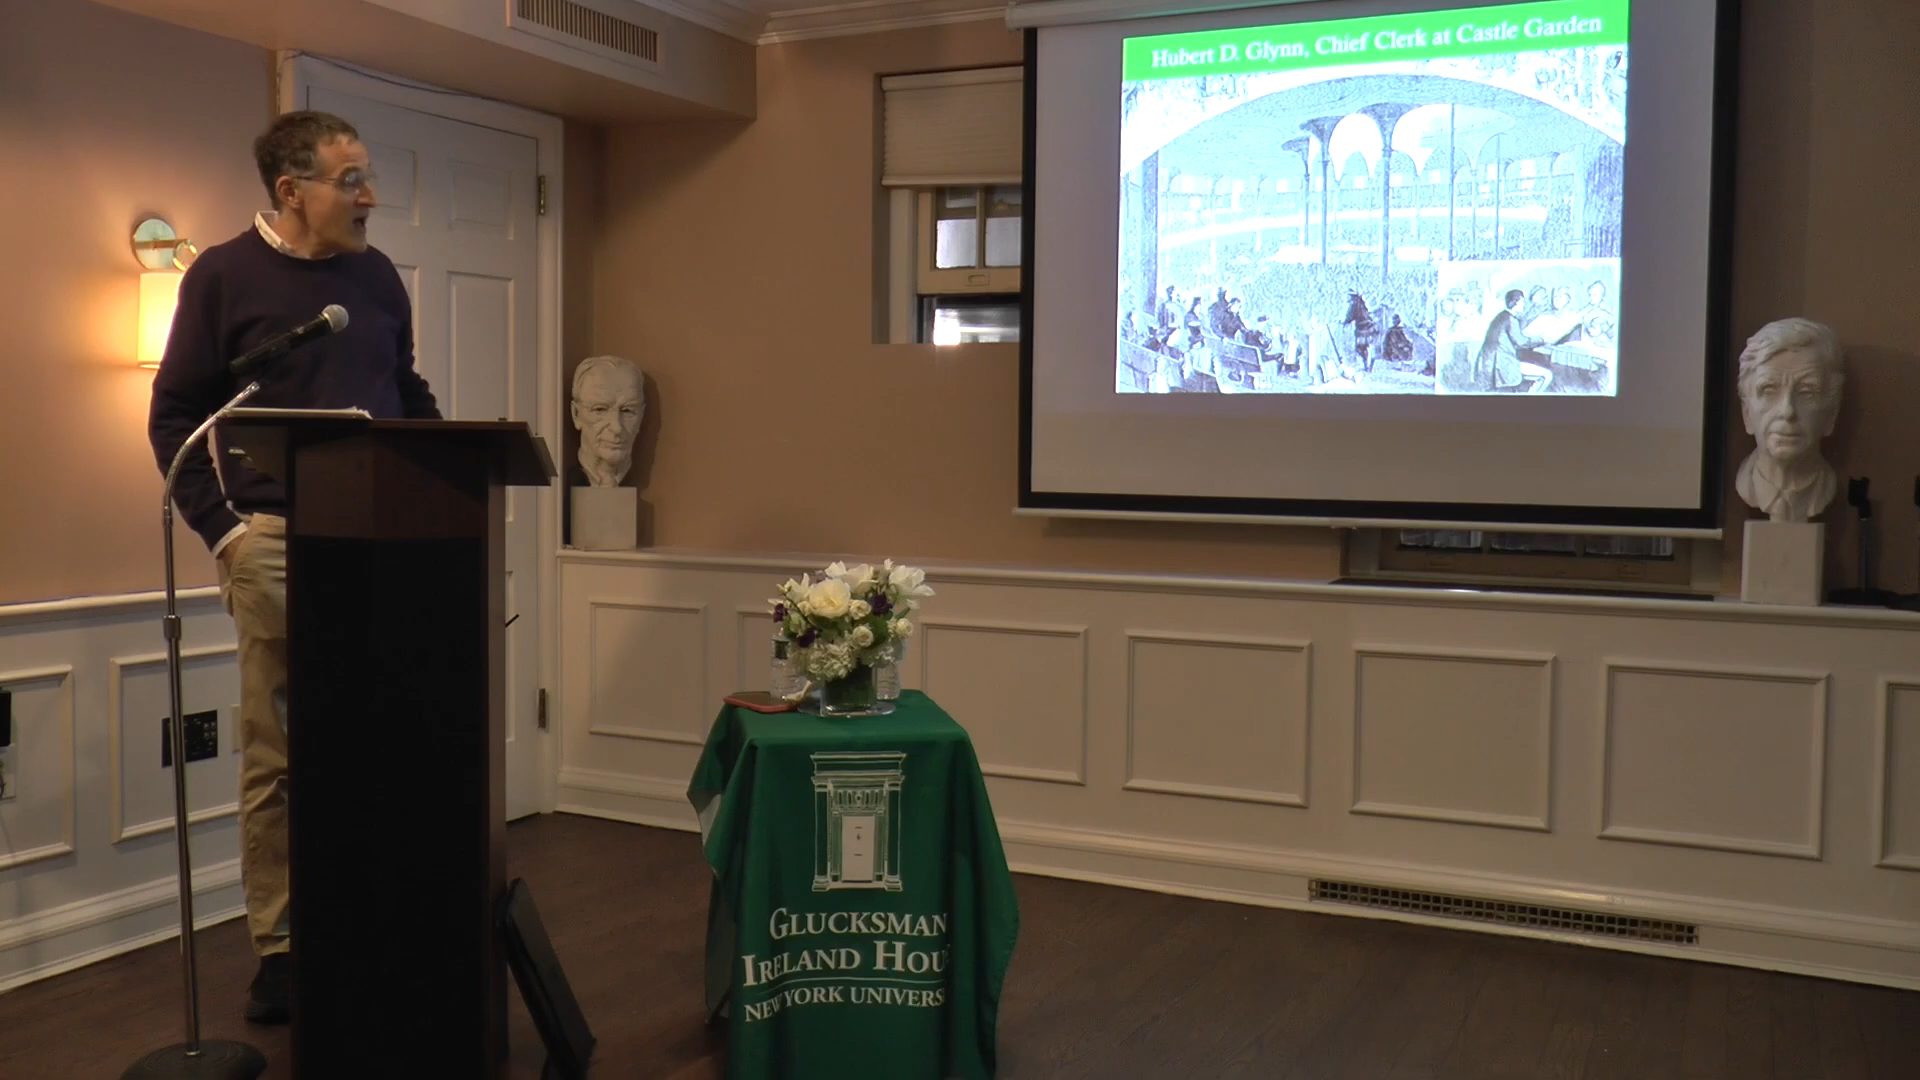 Hubert D. Glynn, Chief Clerk at Castle Garden
GLUCKSMAN
IRELAND HOU
NEW YORK UNIVERS